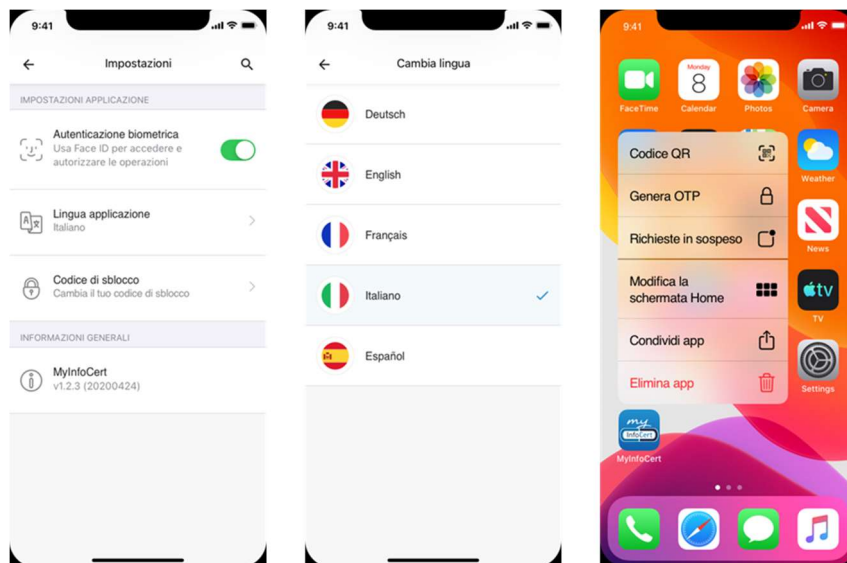 9:41
Impostazioni
IMPOSTAZIONI APPLICAZIONE
Autenticazione biometrica
Usa Face ID per accedere e
autorizzare le operazioni
Lingua applicazione
Italiano
Codice di sblocco
Cambia il tuo codice di sblocco
INFORMAZIONI GENERALI
MyInfoCert
v1.2.3 (20200424)
9:41
Cambia lingua
Deutsch
English
Français
Italiano
Español
9:41
Monday
8
FaceTime
Calendar
Photos
Camera
Codice QR
Genera OTP
Richieste in sospeso
Modifica la
schermata Home
Condividi app
Elimina app
Weather
News
tv
TV
Settings
my
InfoCert
MyInfoCert